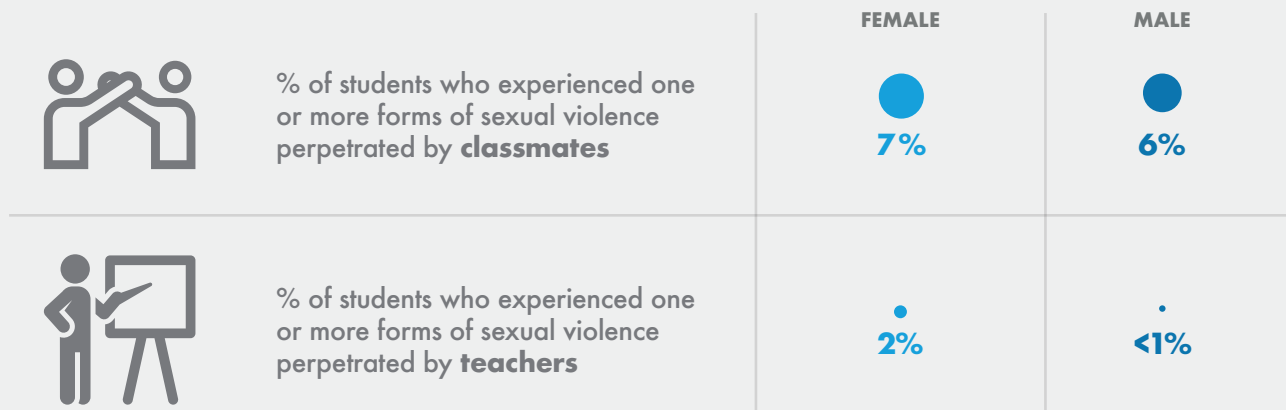 FEMALE
MALE
% of students who experienced one
or more forms of sexual violence
perpetrated by classmates
7%
6%
% of students who experienced one
or more forms of sexual violence
perpetrated by teachers
2%
<1%